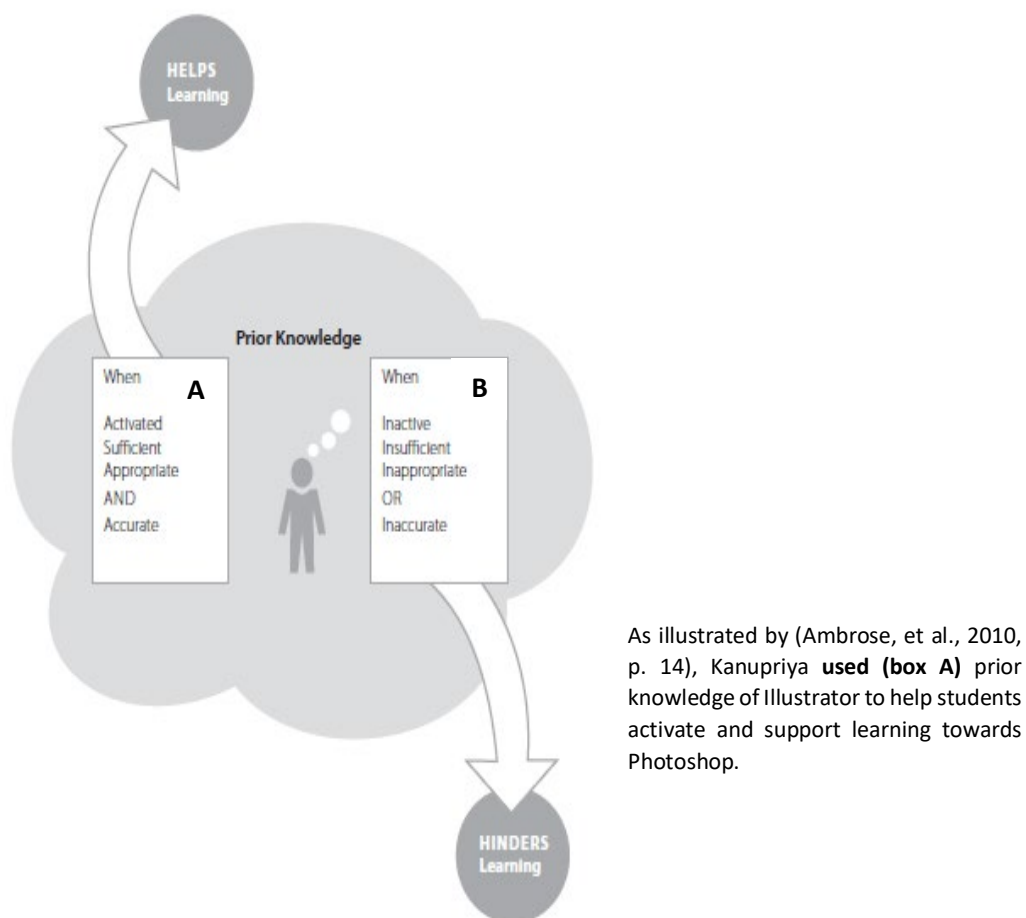 HELPS
Learning
Prior Knowledge
When
A
Activated
Sufficient
Appropriate
AND
Accurate
When
B
Inactive
Insufficient
Inappropriate
OR
Inaccurate
HINDERS
Learning
As illustrated by (Ambrose, et al., 2010,
p. 14), Kanupriya used (box A) prior
knowledge of Illustrator to help students
activate and support learning towards
Photoshop.